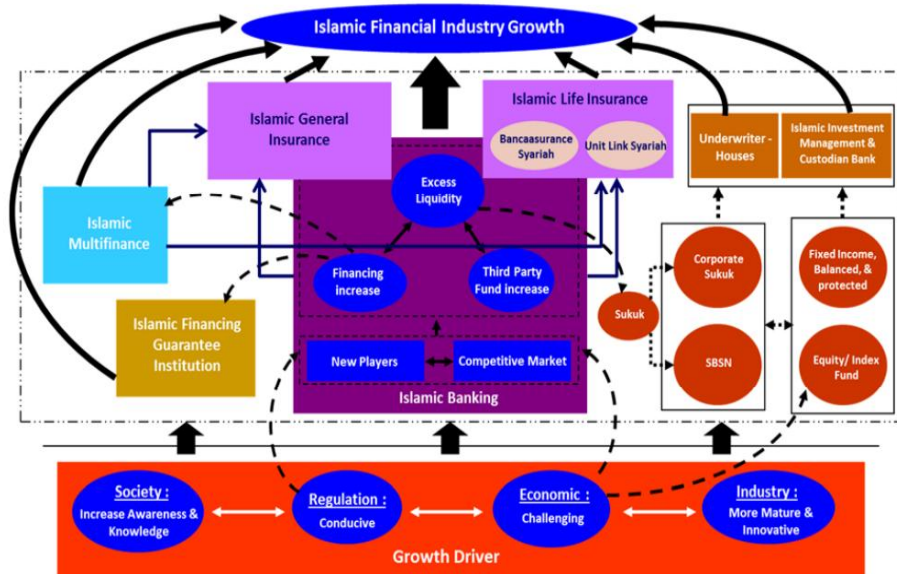 Islamic Financial Industry Growth
Islamic General
Insurance
Islamic Life Insurance
Bancaasurance
Syariah
Unit Link Syariah
Underwriter -
Houses
Islamic Investment
Management &
Custodian Bank
Excess
Liquidity
Islamic
Multifinance
Financing
increase
Third Party
Fund increase
Corporate
Sukuk
Fixed Income,
Balanced, &
protected
Sukuk
Islamic Financing
Guarantee
Institution
New Players
Competitive Market
SBSN
Equity/ Index
Fund
Islamic Banking
Society :
Increase Awareness &
Knowledge
Regulation :
Conducive
Economic :
Challenging
Industry :
More Mature &
Innovative
Growth Driver